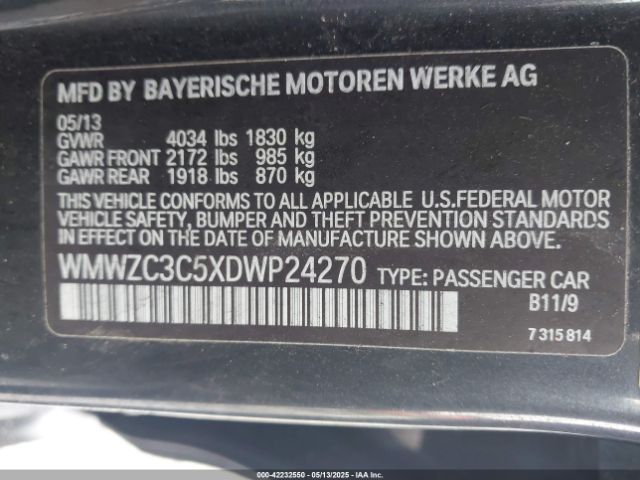 MFD BY BAYERISCHE MOTOREN WERKE AG
05/13
GVWR 4034 lbs 1830 kg
GAWR FRONT 2172 lbs 985 kg
GAWR REAR 1918 lbs 870 kg
THIS VEHICLE CONFORMS TO ALL APPLICABLE U.S.FEDERAL MOTOR
VEHICLE SAFETY, BUMPER AND THEFT PREVENTION STANDARDS
IN EFFECT ON THE DATE OF MANUFACTURE SHOWN ABOVE.
WMWZC3C5XDWP24270 TYPE: PASSENGER CAR
B11/9
7 315 814
000-42232550 - 05/13/2025 - IAAI.COM